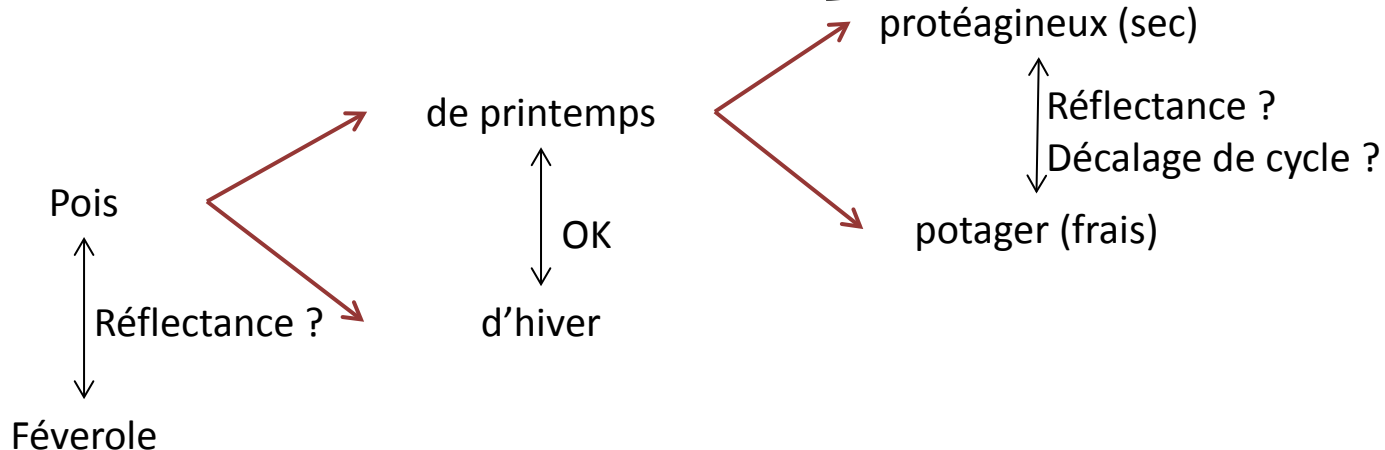 protéagineux (sec)
de printemps
Réflectance ?
Décalage de cycle ?
Pois
OK
potager (frais)
Réflectance ?
d’hiver
Féverole